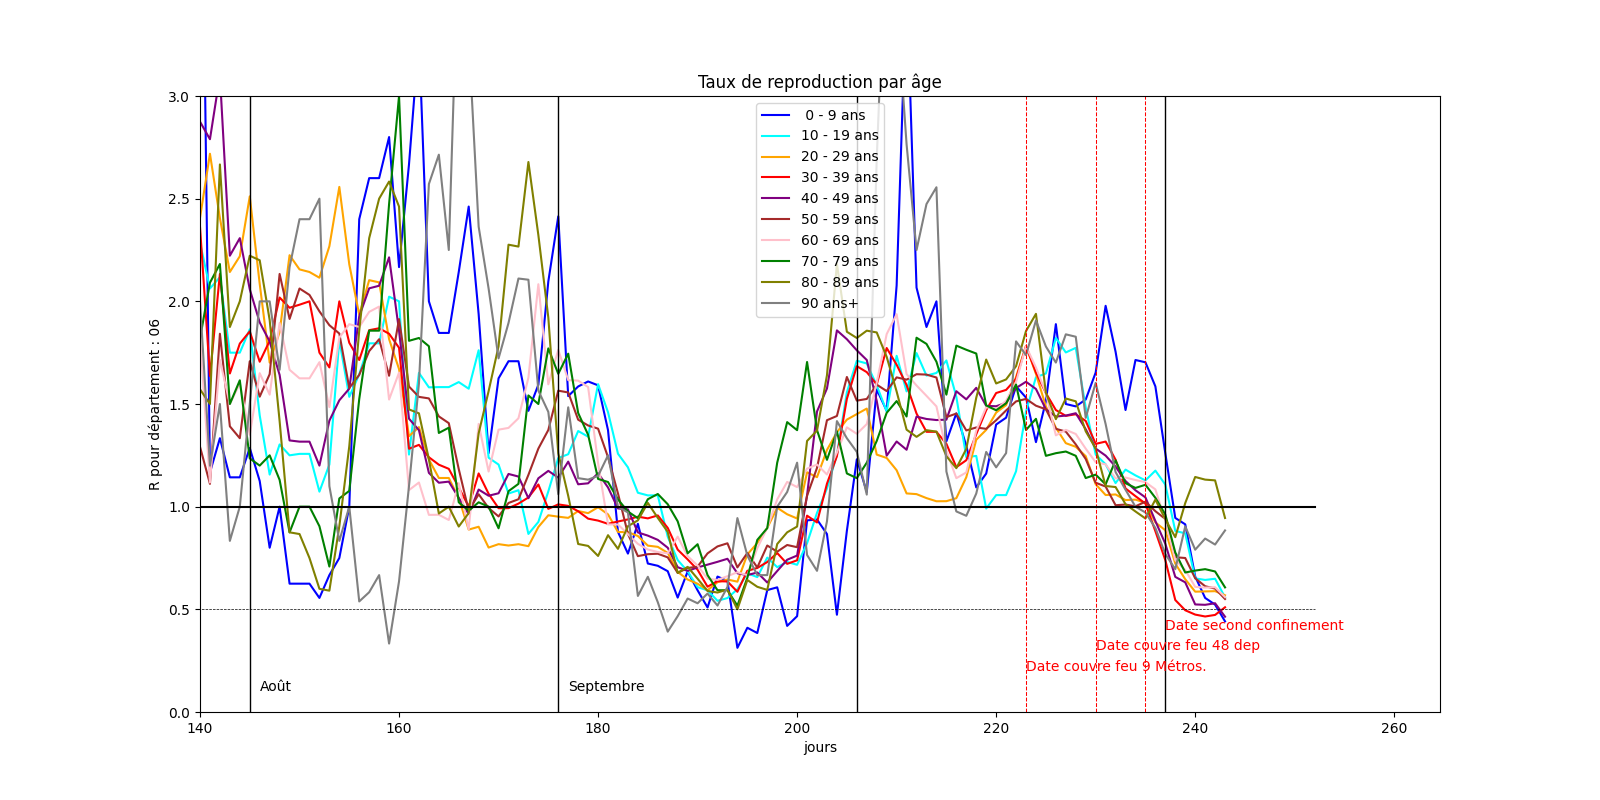 Taux de reproduction par âge
3.0
2.5
2.0
1.5
1.0
0.5
0.0
R pour département : 06
0 - 9 ans
10 - 19 ans
20 - 29 ans
30 - 39 ans
40 - 49 ans
50 - 59 ans
60 - 69 ans
70 - 79 ans
80 - 89 ans
90 ans+
Date second confinement
Date couvre feu 48 dep
Date couvre feu 9 Métros.
Août
Septembre
140
160
180
200
220
240
260
jours